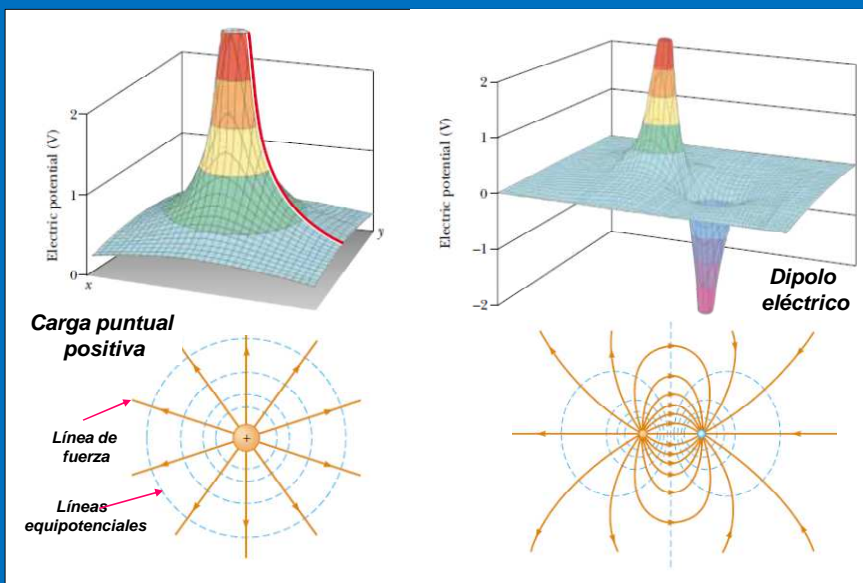 Electric potential (V)
2
1
0
x
y
Carga puntual
positiva
Línea de
fuerza
Líneas
equipotenciales
+
Electric potential (V)
2
1
0
−1
−2
Dipolo
eléctrico